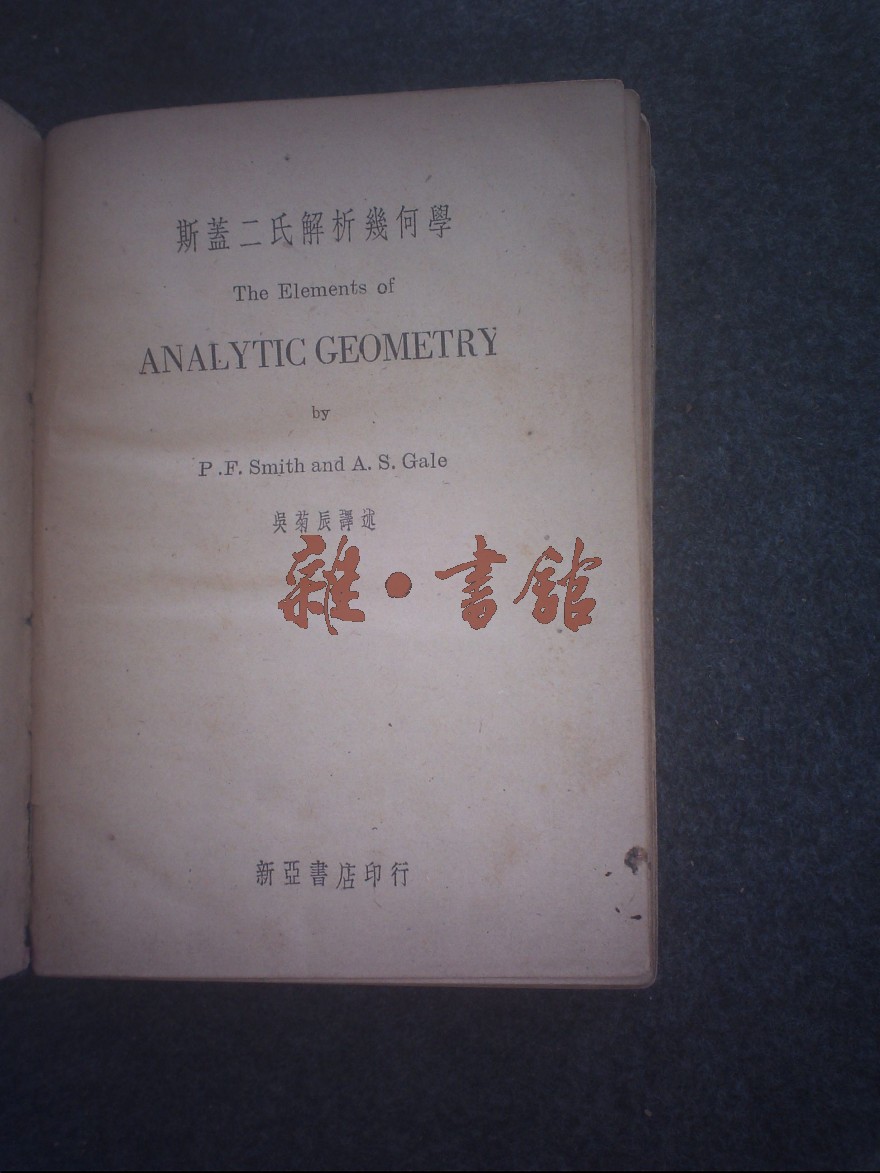 斯蓋二氏解析幾何學
The Elements of
ANALYTIC GEOMETRY
by
P .F. Smith and A. S. Gale
吳菊辰譯述
雜·書館
新亞書店印行